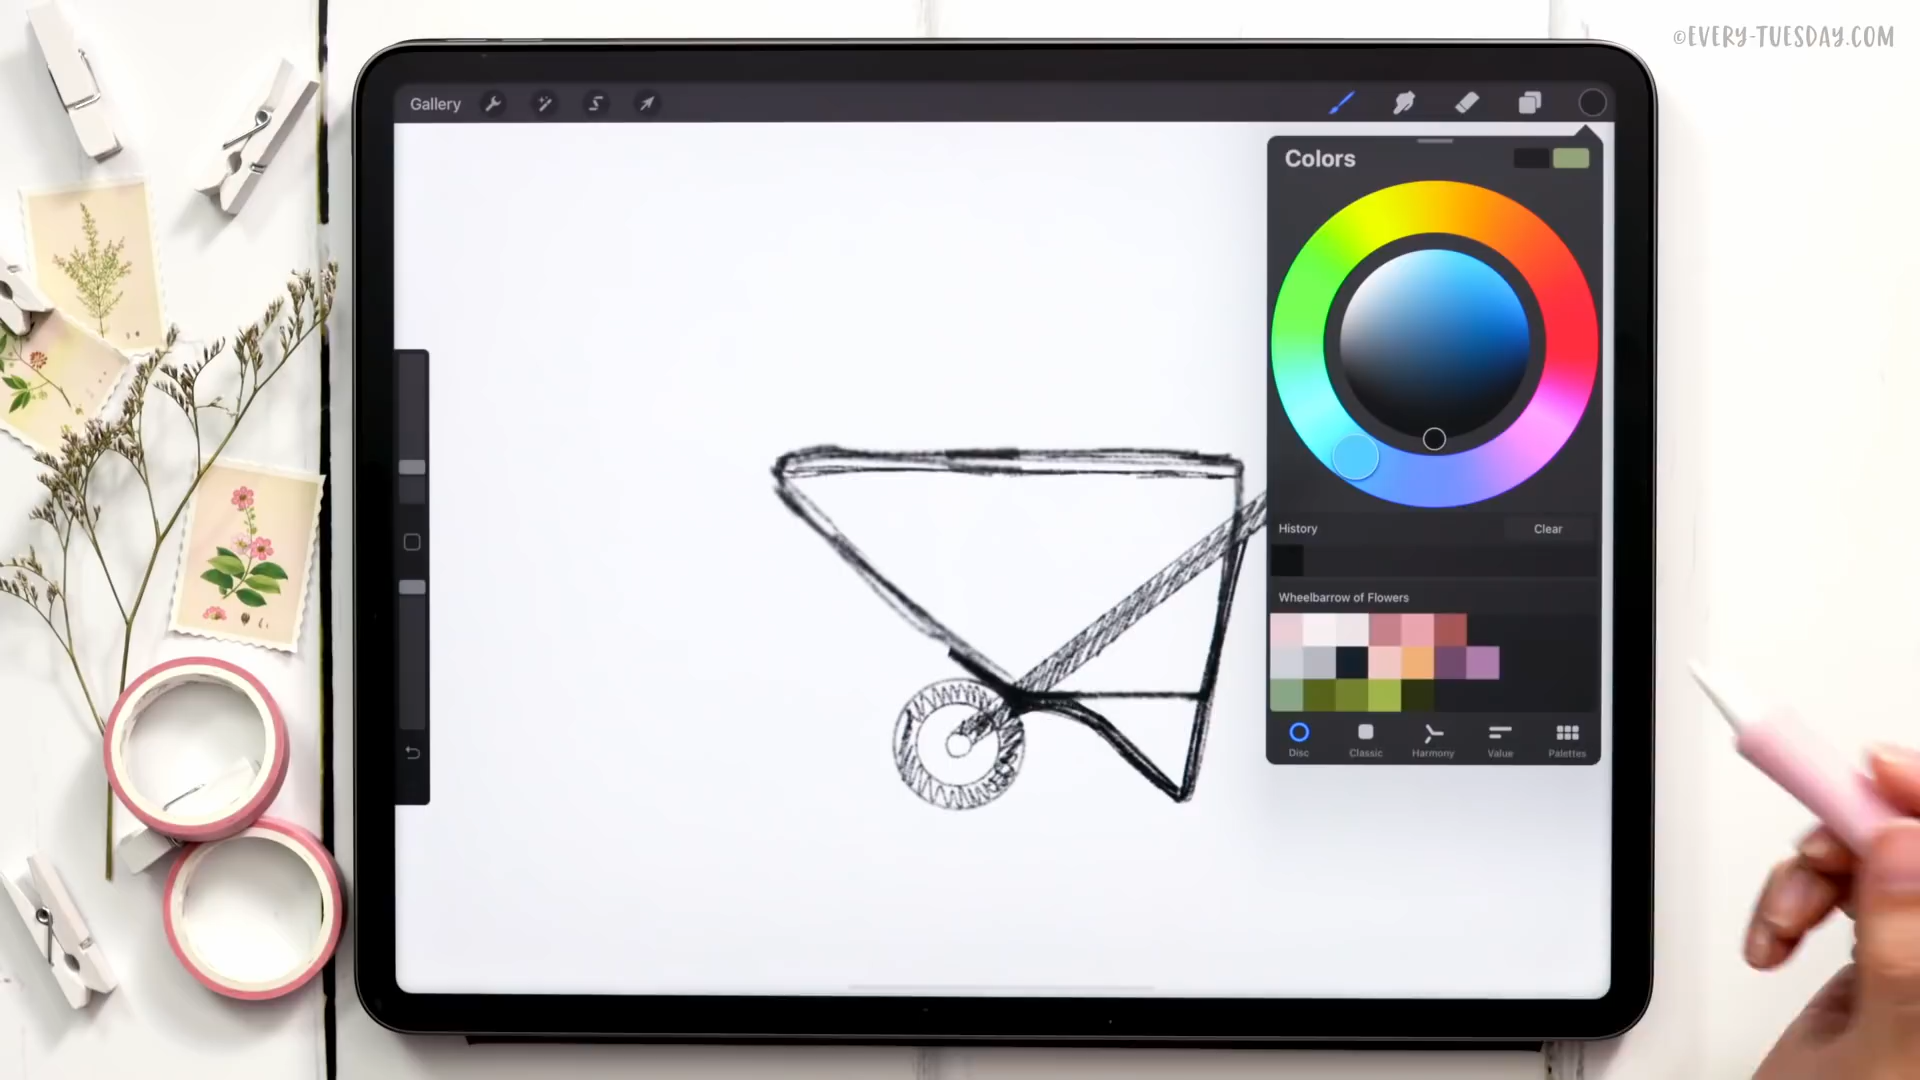 ©EVERY-TUESDAY.COM
Gallery
Colors
History
Clear
Wheelbarrow of Flowers
Disc
Classic
Harmony
Value
Palettes